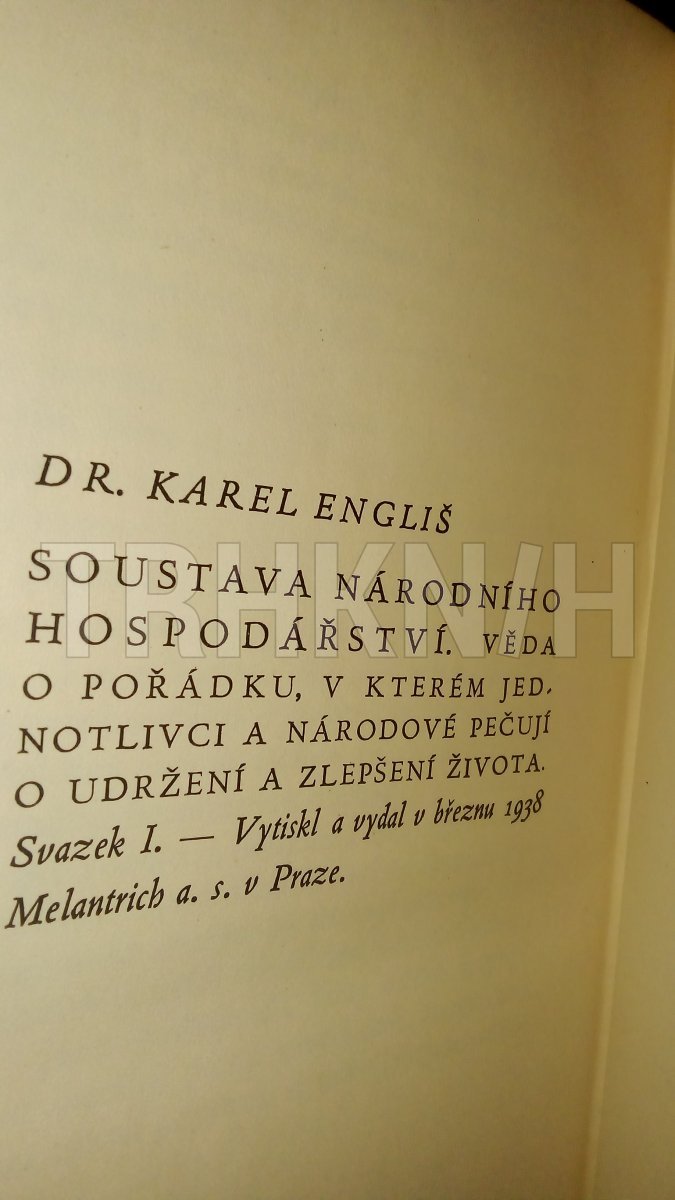 DR. KAREL ENGLIŠ
SOUSTAVA NÁRODNÍHO
HOSPODÁŘSTVÍ. VĚDA
O POŘÁDKU, V KTERÉM JED-
NOTLIVCI A NÁRODOVÉ PEČUJÍ
O UDRŽENÍ A ZLEPŠENÍ ŽIVOTA.
Svazek I. — Vytiskl a vydal v březnu 1938
Melantrich a. s. v Praze.
TRHKN/H